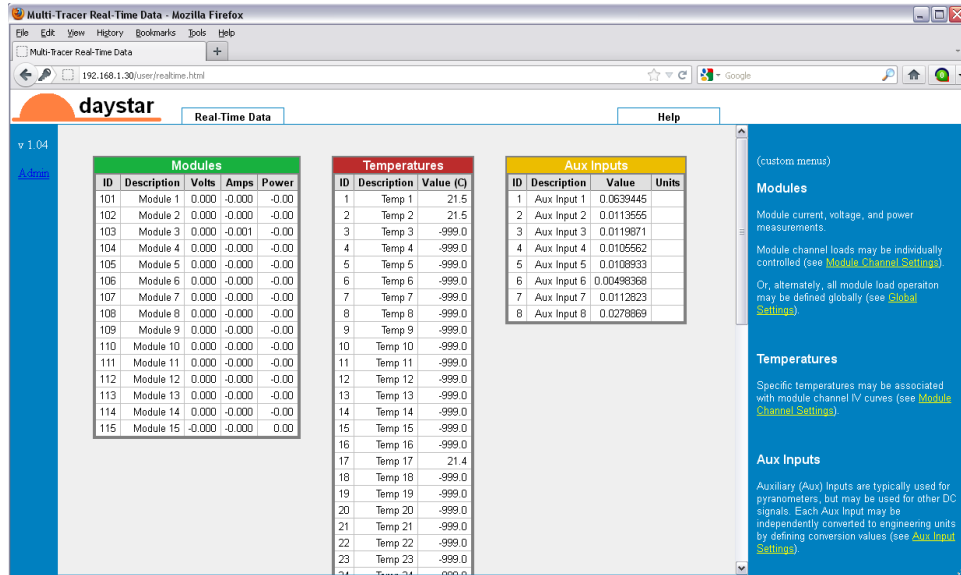 Multi-Tracer Real-Time Data - Mozilla Firefox
File Edit View History Bookmarks Tools Help
Multi-Tracer Real-Time Data +
192.168.1.30/user/realtime.html Google
daystar Real-Time Data Help
v 1.04
Admin
Modules
ID Description Volts Amps Power
101 Module 1 0.000 -0.000 -0.00
102 Module 2 0.000 -0.000 -0.00
103 Module 3 0.000 -0.001 -0.00
104 Module 4 0.000 -0.000 -0.00
105 Module 5 0.000 -0.000 -0.00
106 Module 6 0.000 -0.000 -0.00
107 Module 7 0.000 -0.000 -0.00
108 Module 8 0.000 -0.000 -0.00
109 Module 9 0.000 -0.000 -0.00
110 Module 10 0.000 -0.000 -0.00
111 Module 11 0.000 -0.000 -0.00
112 Module 12 0.000 -0.000 -0.00
113 Module 13 0.000 -0.000 -0.00
114 Module 14 0.000 -0.000 -0.00
115 Module 15 -0.000 -0.000 0.00
Temperatures
ID Description Value (C)
1 Temp 1 21.5
2 Temp 2 21.5
3 Temp 3 -999.0
4 Temp 4 -999.0
5 Temp 5 -999.0
6 Temp 6 -999.0
7 Temp 7 -999.0
8 Temp 8 -999.0
9 Temp 9 -999.0
10 Temp 10 -999.0
11 Temp 11 -999.0
12 Temp 12 -999.0
13 Temp 13 -999.0
14 Temp 14 -999.0
15 Temp 15 -999.0
16 Temp 16 -999.0
17 Temp 17 21.4
18 Temp 18 -999.0
19 Temp 19 -999.0
20 Temp 20 -999.0
21 Temp 21 -999.0
22 Temp 22 -999.0
23 Temp 23 -999.0
Aux Inputs
ID Description Value Units
1 Aux Input 1 0.0639445
2 Aux Input 2 0.0113555
3 Aux Input 3 0.0119871
4 Aux Input 4 0.0105562
5 Aux Input 5 0.0108933
6 Aux Input 6 0.00498368
7 Aux Input 7 0.0112823
8 Aux Input 8 0.0278869
(custom menus)
Modules
Module current, voltage, and power
measurements.
Module channel loads may be individually
controlled (see Module Channel Settings).
Or, alternately, all module load operaiton
may be defined globally (see Global
Settings).
Temperatures
Specific temperatures may be associated
with module channel IV curves (see Module
Channel Settings).
Aux Inputs
Auxiliary (Aux) Inputs are typically used for
pyranometers, but may be used for other DC
signals. Each Aux Input may be
independently converted to engineering units
by defining conversion values (see Aux Input
Settings).